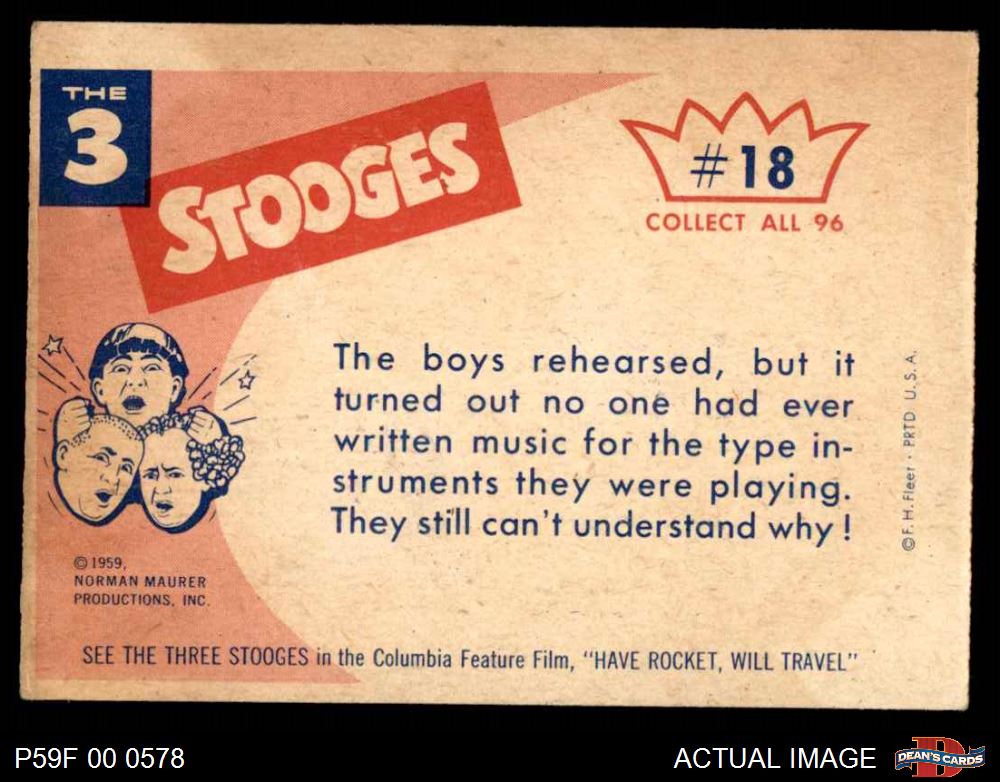 THE
3
STOOGES
#18
COLLECT ALL 96
The boys rehearsed, but it
turned out no one had ever
written music for the type in-
struments they were playing.
They still can't understand why!
© F. H. Fleer • PRTD U. S. A.
© 1959,
NORMAN MAURER
PRODUCTIONS, INC.
SEE THE THREE STOOGES in the Columbia Feature Film, "HAVE ROCKET, WILL TRAVEL"
P59F 00 0578
ACTUAL IMAGE
D
DEAN'S CARDS